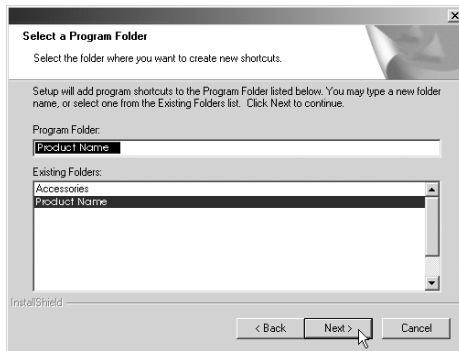 Select a Program Folder
Select the folder where you want to create new shortcuts.
Setup will add program shortcuts to the Program Folder listed below. You may type a new folder
name, or select one from the Existing Folders list. Click Next to continue.
Program Folder:
Product Name
Existing Folders:
Accessories
Product Name
InstallShield
< Back
Next >
Cancel